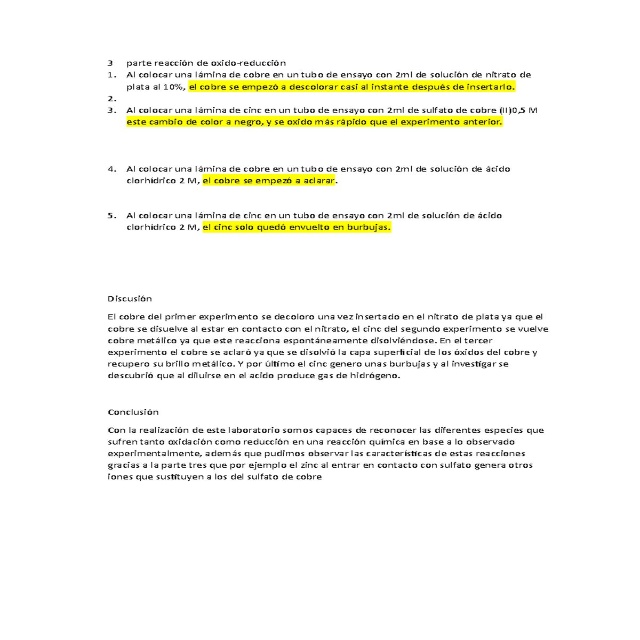 3 parte reacción de oxido-reducción
1. Al colocar una lámina de cobre en un tubo de ensayo con 2ml de solución de nitrato de
plata al 10%, el cobre se empezó a descolorar casi al instante después de insertarlo.
2.
3. Al colocar una lámina de cinc en un tubo de ensayo con 2ml de sulfato de cobre (II)0,5 M
este cambio de color a negro, y se oxido más rápido que el experimento anterior.
4. Al colocar una lámina de cobre en un tubo de ensayo con 2ml de solución de ácido
clorhídrico 2 M, el cobre se empezó a aclarar.
5. Al colocar una lámina de cinc en un tubo de ensayo con 2ml de solución de ácido
clorhídrico 2 M, el cinc solo quedó envuelto en burbujas.
Discusión
El cobre del primer experimento se decoloro una vez insertado en el nitrato de plata ya que el
cobre se disuelve al estar en contacto con el nitrato, el cinc del segundo experimento se vuelve
cobre metálico ya que este reacciona espontáneamente disolviéndose. En el tercer
experimento el cobre se aclaró ya que se disolvió la capa superficial de los óxidos del cobre y
recupero su brillo metálico. Y por último el cinc genero unas burbujas y al investigar se
descubrió que al diluirse en el acido produce gas de hidrógeno.
Conclusión
Con la realización de este laboratorio somos capaces de reconocer las diferentes especies que
sufren tanto oxidación como reducción en una reacción química en base a lo observado
experimentalmente, además que pudimos observar las características de estas reacciones
gracias a la parte tres que por ejemplo el zinc al entrar en contacto con sulfato genera otros
iones que sustituyen a los del sulfato de cobre